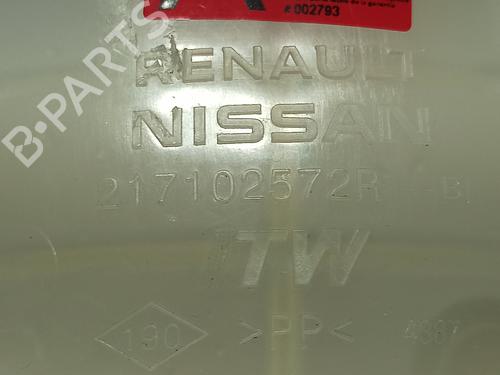 # 002793
RENAULT
NISSAN
B-PARTS
217102572R - B
ITW
190 >PP<